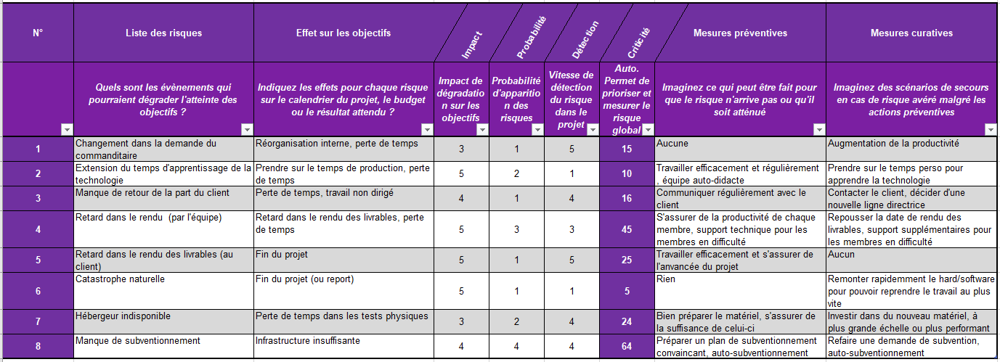 N°
Liste des risques
Effet sur les objectifs
Impact
Probabilité
Détection
Criticité
Mesures préventives
Mesures curatives
Quels sont les évènements qui
pourraient dégrader l'atteinte des
objectifs ?
Indiquez les effets pour chaque risque
sur le calendrier du projet, le budget
ou le résultat attendu ?
Impact de
dégradatio
n sur les
objectifs
Probabilité
d'apparitio
n des
risques
Vitesse de
détection
du risque
dans le
projet
Auto.
Permet de
prioriser et
mesurer le
risque
global
Imaginez ce qui peut être fait pour
que le risque n'arrive pas ou qu'il
soit atténué
Imaginez des scénarios de secours
en cas de risque avéré malgré les
actions préventives
1
Changement dans la demande du
commanditaire
Réorganisation interne, perte de temps
3
1
5
15
Aucune
Augmentation de la productivité
2
Extension du temps d'apprentissage de la
technologie
Prendre sur le temps de production, perte
de temps
5
2
1
10
Travailler efficacement et régulièrement
, équipe auto-didacte
Prendre sur le temps perso pour
apprendre la technologie
3
Manque de retour de la part du client
Perte de temps, travail non dirigé
4
1
4
16
Communiquer régulièrement avec le
client
Contacter le client, décider d'une
nouvelle ligne directrice
4
Retard dans le rendu (par l'équipe)
Retard dans le rendu des livrables, perte
de temps
5
3
3
45
S'assurer de la productivité de chaque
membre, support technique pour les
membres en difficulté
Repousser la date de rendu des
livrables, support supplémentaires pour
les membres en difficulté
5
Retard dans le rendu des livrables (au
client)
Fin du projet
5
1
5
25
Travailler efficacement et s'assurer de
l'anvancée du projet
Aucun
6
Catastrophe naturelle
Fin du projet (ou report)
5
1
1
5
Rien
Remonter rapidemment le hard/software
pour pouvoir reprendre le travail au plus
vite
7
Hébergeur indisponible
Perte de temps dans les tests physiques
3
2
4
24
Bien préparer le matériel, s'assurer de
la suffisance de celui-ci
Investir dans du nouveau matériel, à
plus grande échelle ou plus performant
8
Manque de subventionnement
Infrastructure insuffisante
4
4
4
64
Préparer un plan de subventionnement
convaincant, auto-subventionnement
Refaire une demande de subvention,
auto-subventionnement